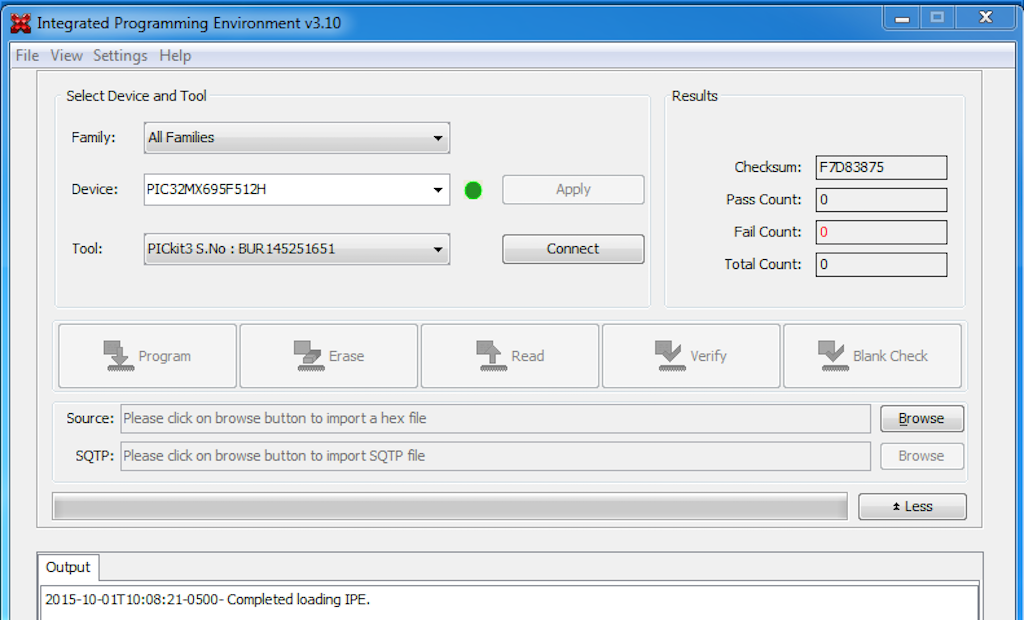 Integrated Programming Environment v3.10
File View Settings Help
Select Device and Tool
Family: All Families
Device: PIC32MX695F512H Apply
Tool: PICkit3 S.No : BUR145251651 Connect
Results
Checksum: F7D83875
Pass Count: 0
Fail Count: 0
Total Count: 0
Program Erase Read Verify Blank Check
Source: Please click on browse button to import a hex file Browse
SQTP: Please click on browse button to import SQTP file Browse
Less
Output
2015-10-01T10:08:21-0500- Completed loading IPE.